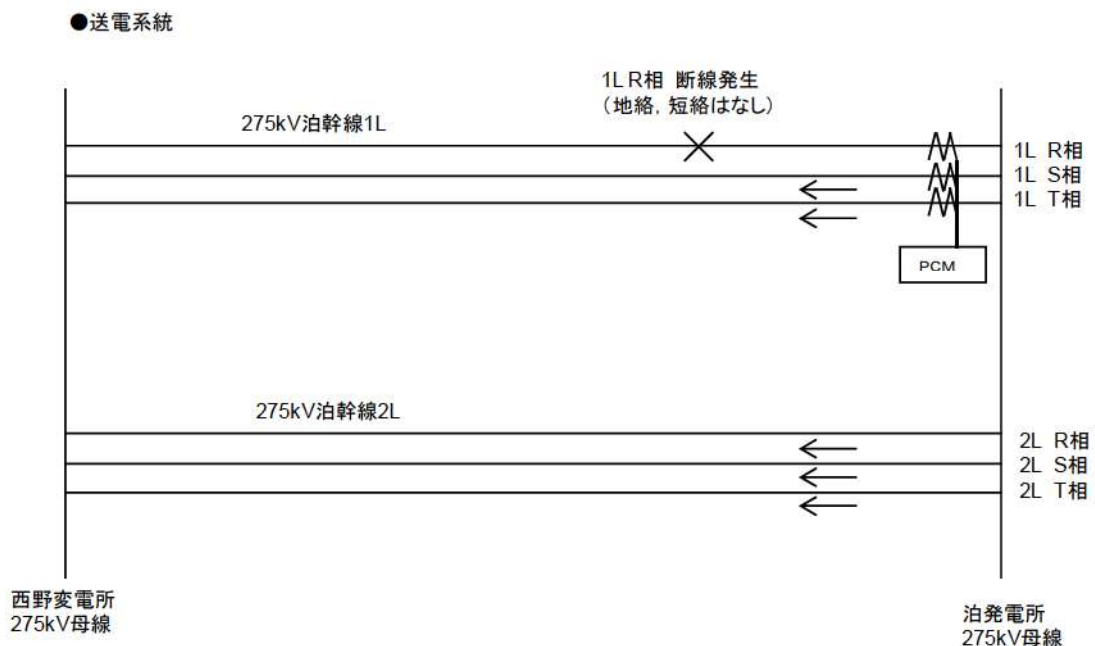 ●送電系統
1L R相 断線発生
（地絡，短絡はなし）
275kV泊幹線1L
1L R相
1L S相
1L T相
PCM
275kV泊幹線2L
2L R相
2L S相
2L T相
西野変電所
275kV母線
泊発電所
275kV母線